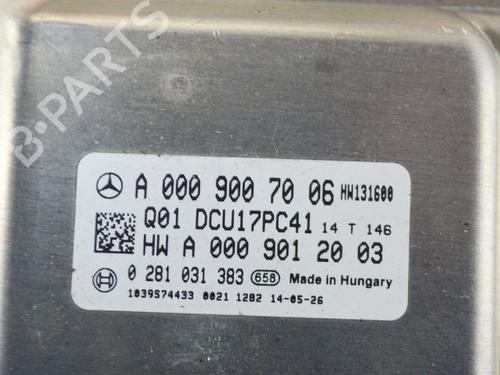 B-Parts
A 000 900 70 06 HW131600
Q01 DCU17PC41 14 T 146
HW A 000 901 20 03
0 281 031 383 658 Made in Hungary
1039S74433 0021 1282 14-05-26